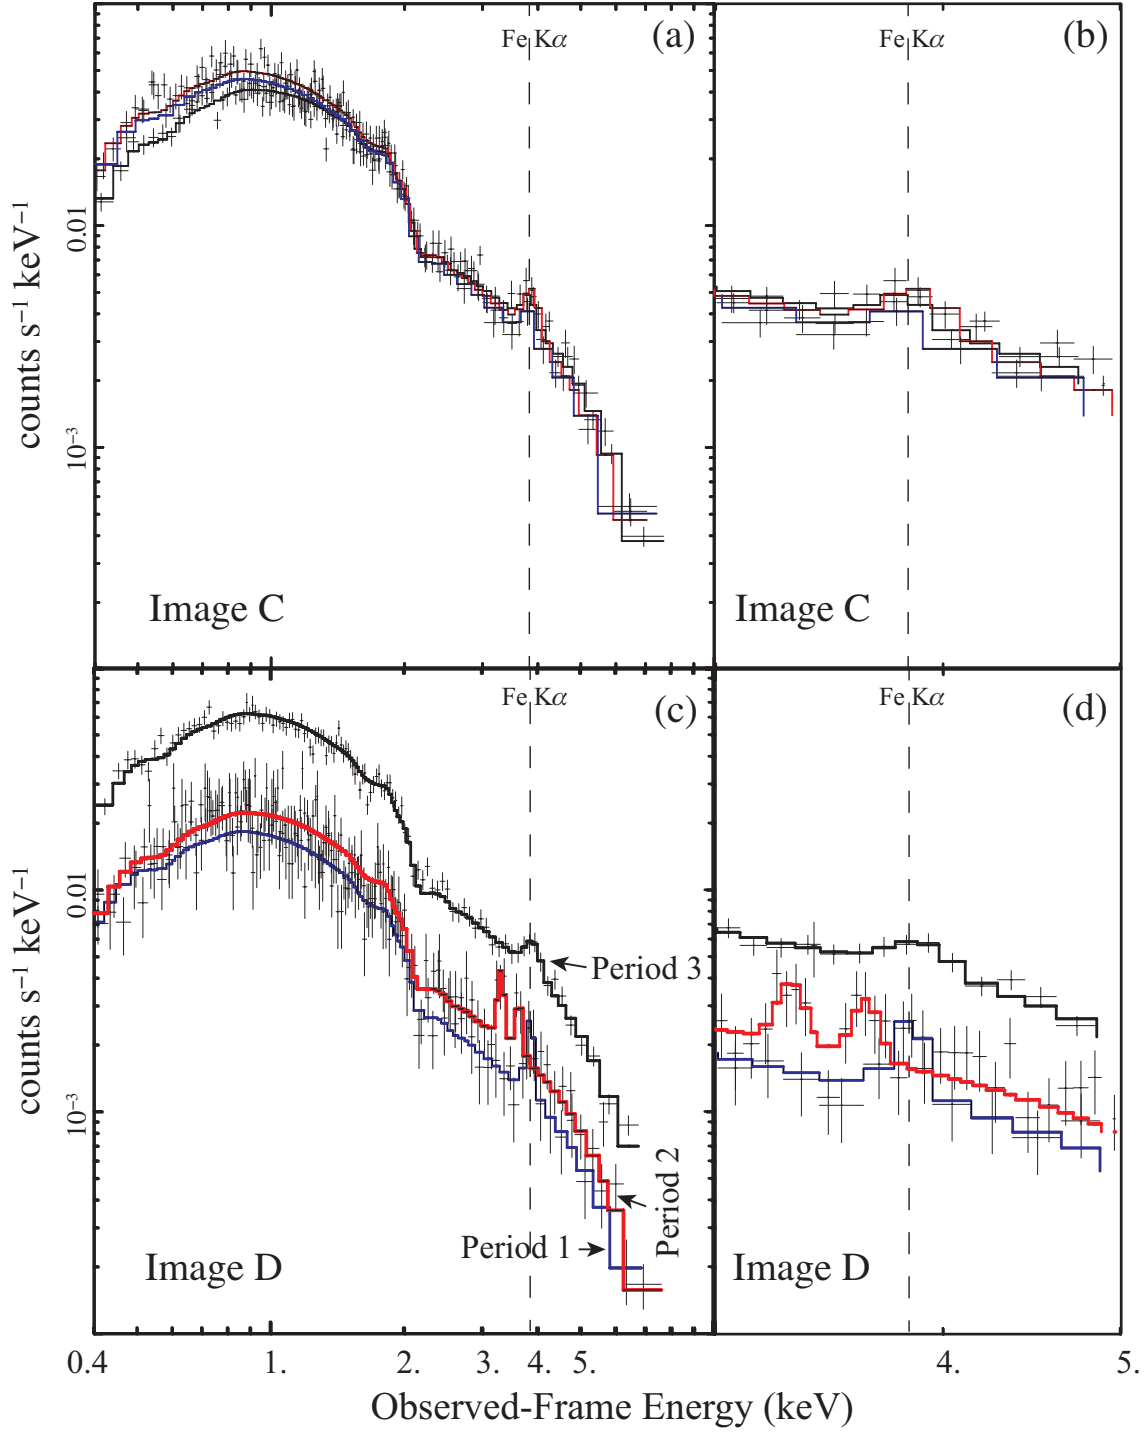 Fe Kα
(a)
Fe Kα
(b)
counts s⁻¹ keV⁻¹
0.01
10⁻³
Image C
Image C
Fe Kα
(c)
Fe Kα
(d)
counts s⁻¹ keV⁻¹
0.01
10⁻³
Period 3
Period 2
Period 1
Image D
Image D
0.4 1. 2. 3. 4. 5. 4. 5.
Observed-Frame Energy (keV)